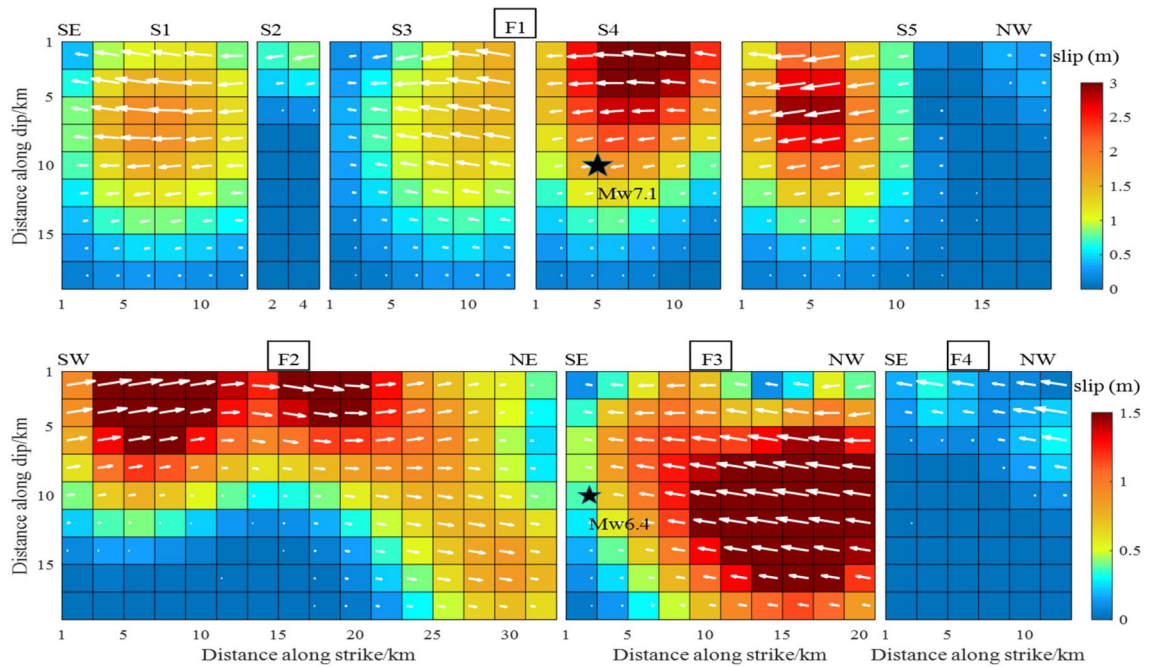 F1
SE S1 S2 S3 S4 S5 NW
slip (m)
1
5
10
15
Distance along dip/km
Mw7.1
3
2.5
2
1.5
1
0.5
0
1 5 10 2 4 1 5 10 1 5 10 1 5 10 15
SW F2 NE SE F3 NW SE F4 NW
slip (m)
1
5
10
15
Distance along dip/km
Mw6.4
1.5
1
0.5
0
1 5 10 15 20 25 30 1 5 10 15 20 1 5 10
Distance along strike/km Distance along strike/km